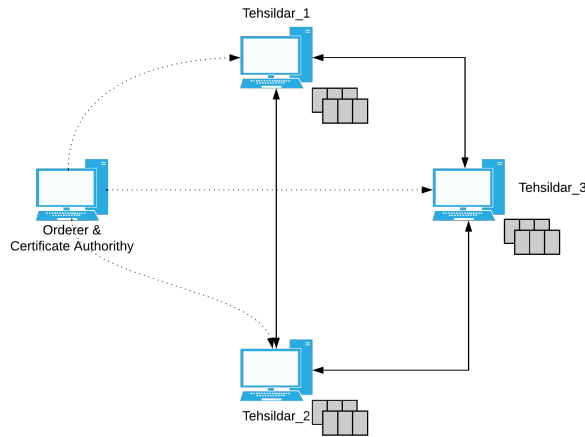 Tehsildar_1
Tehsildar_3
Orderer &
Certificate Authorithy
Tehsildar_2